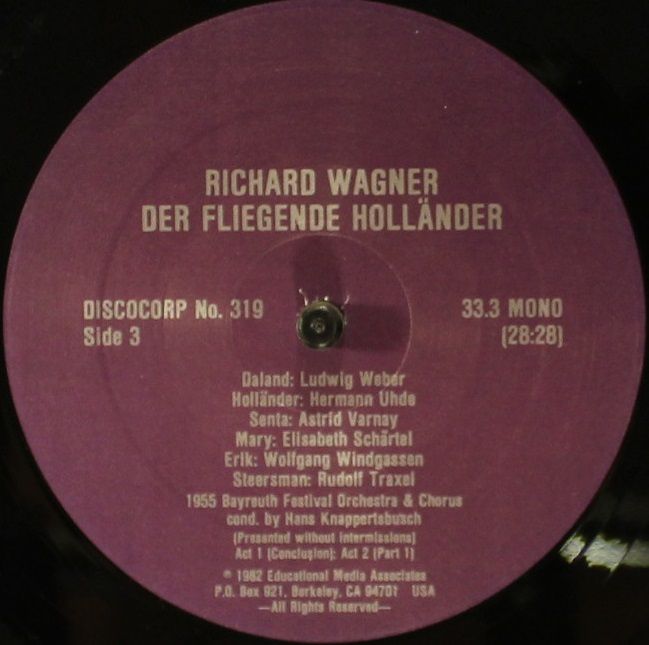 RICHARD WAGNER
DER FLIEGENDE HOLLÄNDER
DISCOCORP No. 319
33.3 MONO
Side 3
(28:28)
Daland: Ludwig Weber
Holländer: Hermann Uhde
Senta: Astrid Varnay
Mary: Elisabeth Schärtel
Erik: Wolfgang Windgassen
Steersman: Rudolf Traxel
1955 Bayreuth Festival Orchestra & Chorus
cond. by Hans Knappertsbusch
(Presented without intermissions)
Act 1 (Conclusion); Act 2 (Part 1)
℗ 1982 Educational Media Associates
P.O. Box 921, Berkeley, CA 94701 USA
—All Rights Reserved—